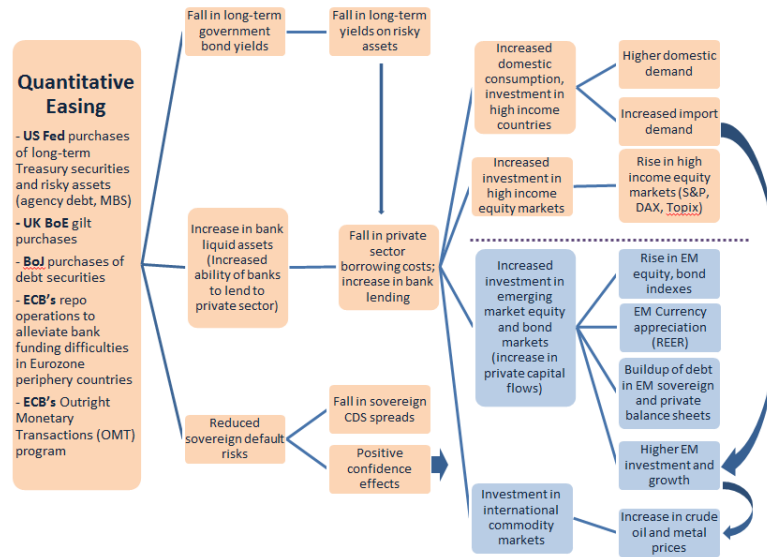 Quantitative
Easing
- US Fed purchases
of long-term
Treasury securities
and risky assets
(agency debt, MBS)
- UK BoE gilt
purchases
- BoJ purchases of
debt securities
- ECB's repo
operations to
alleviate bank
funding difficulties
in Eurozone
periphery countries
- ECB's Outright
Monetary
Transactions (OMT)
program
Fall in long-term
government
bond yields
Fall in long-term
yields on risky
assets
Increase in bank
liquid assets
(Increased
ability of banks
to lend to
private sector)
Fall in private
sector
borrowing costs;
increase in bank
lending
Reduced
sovereign default
risks
Fall in sovereign
CDS spreads
Positive
confidence
effects
Increased
domestic
consumption,
investment in
high income
countries
Higher domestic
demand
Increased import
demand
Increased
investment in
high income
equity markets
Rise in high
income equity
markets (S&P,
DAX, Topix)
Increased
investment in
emerging
market equity
and bond
markets
(increase in
private capital
flows)
Rise in EM
equity, bond
indexes
EM Currency
appreciation
(REER)
Buildup of debt
in EM sovereign
and private
balance sheets
Higher EM
investment and
growth
Investment in
international
commodity
markets
Increase in crude
oil and metal
prices